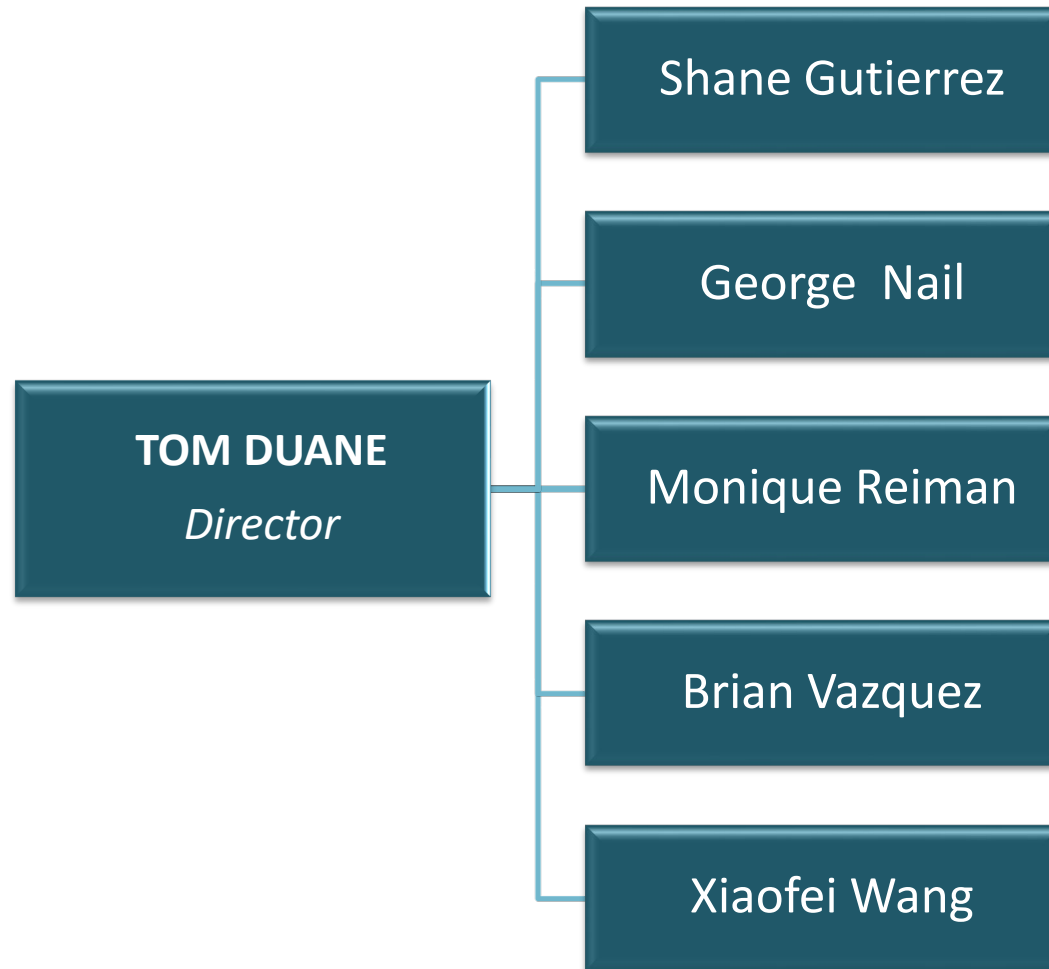 Shane Gutierrez
George  Nail
TOM DUANE
Director
Monique Reiman
Brian Vazquez
Xiaofei Wang